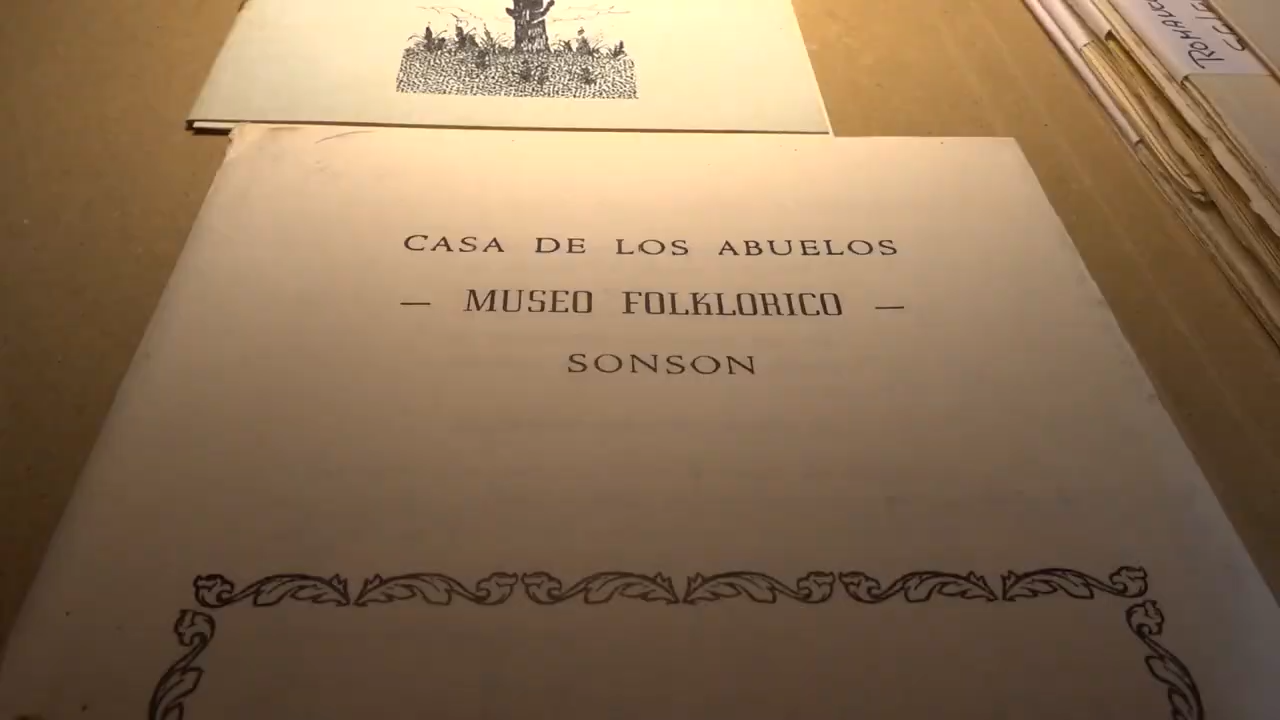 CASA DE LOS ABUELOS
— MUSEO FOLKLORICO —
SONSON